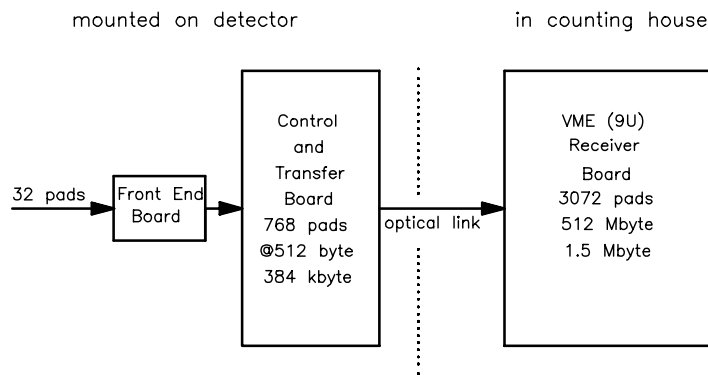 mounted on detector
in counting house
32 pads
Front End
Board
Control
and
Transfer
Board
768 pads
@512 byte
384 kbyte
optical link
VME (9U)
Receiver
Board
3072 pads
512 Mbyte
1.5 Mbyte